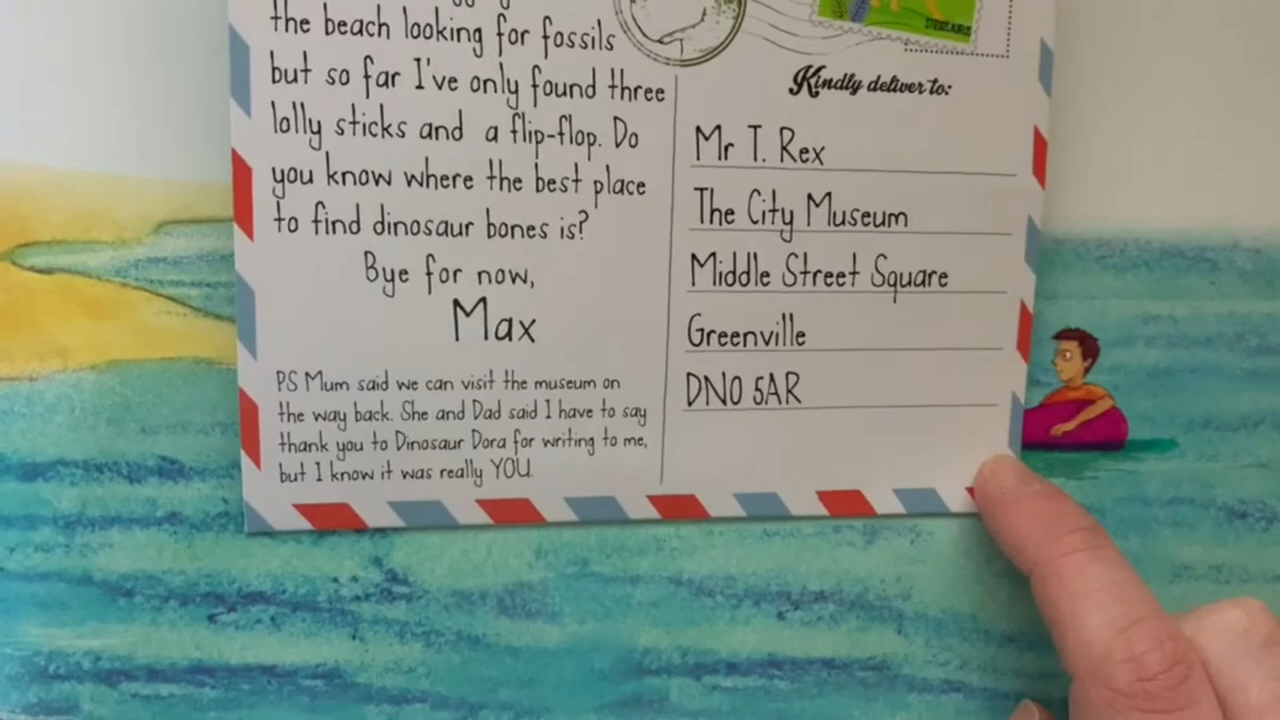 the beach looking for fossils
but so far I've only found three
lolly sticks and a flip-flop. Do
you know where the best place
to find dinosaur bones is?
Bye for now,
Max
PS Mum said we can visit the museum on
the way back. She and Dad said I have to say
thank you to Dinosaur Dora for writing to me,
but I know it was really YOU.
Kindly deliver to:
Mr T. Rex
The City Museum
Middle Street Square
Greenville
DN0 5AR